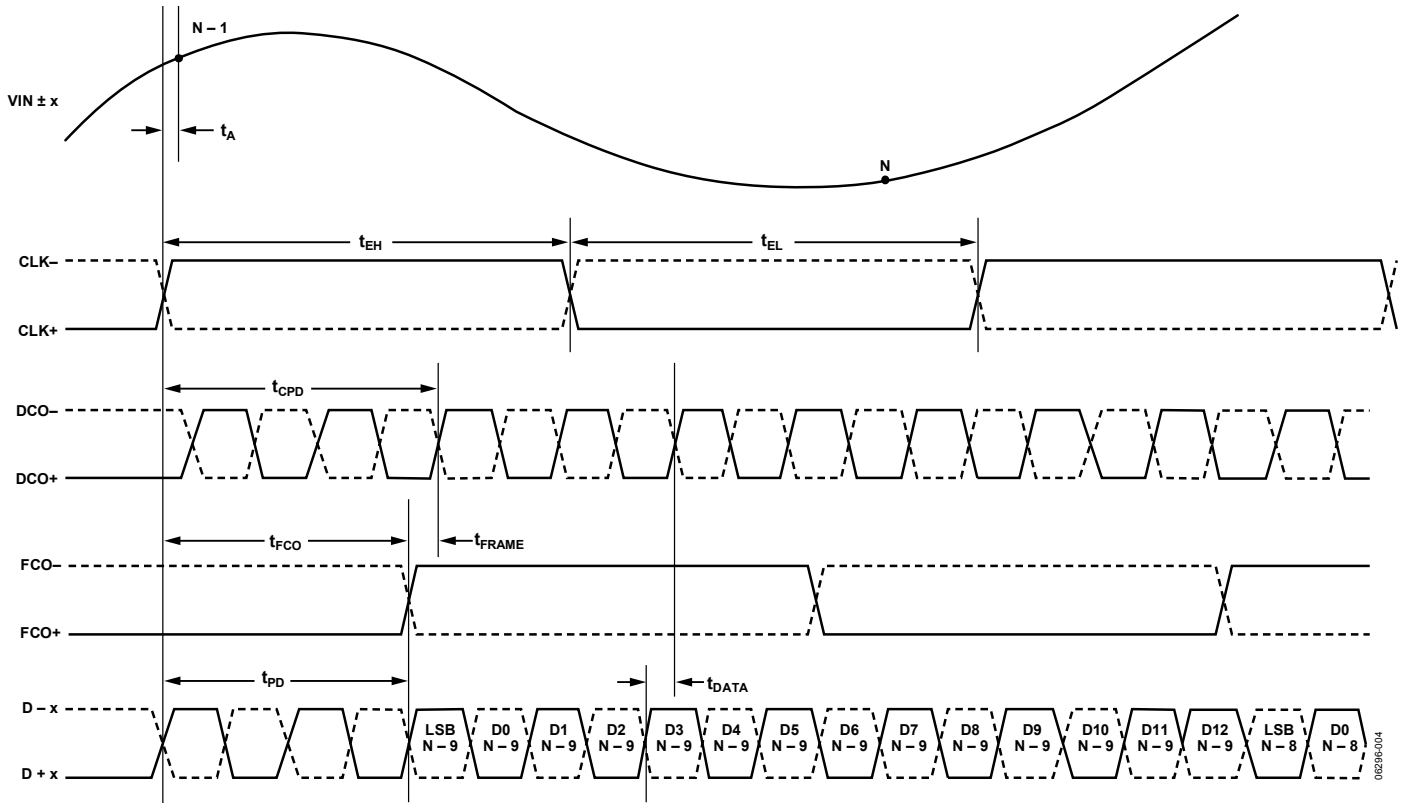 N – 1
VIN ± x
tA
N
tEH
tEL
CLK–
CLK+
tCPD
DCO–
DCO+
tFCO
tFRAME
FCO–
FCO+
tPD
tDATA
D – x
LSB D0 D1 D2 D3 D4 D5 D6 D7 D8 D9 D10 D11 D12 LSB D0
N – 9 N – 9 N – 9 N – 9 N – 9 N – 9 N – 9 N – 9 N – 9 N – 9 N – 9 N – 9 N – 9 N – 9 N – 8 N – 8
D + x
06296-004